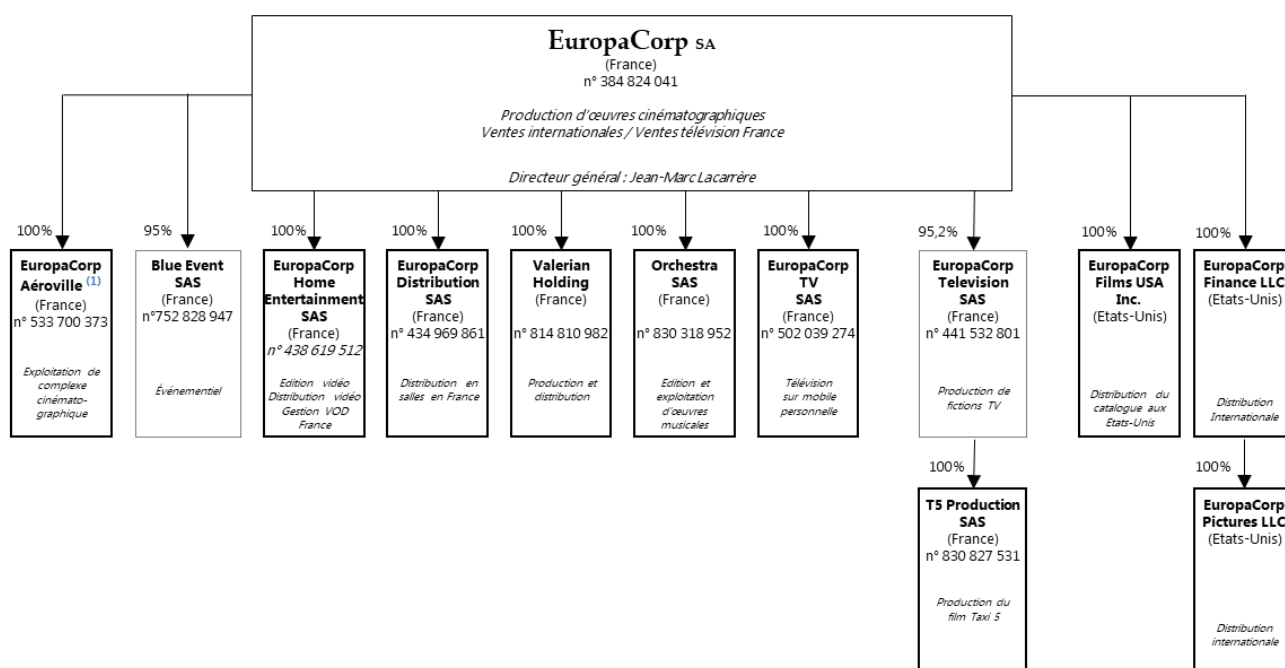 EuropaCorp SA
(France)
n° 384 824 041
Production d'œuvres cinématographiques
Ventes internationales / Ventes télévision France
Directeur général : Jean-Marc Lacarrère
100%
EuropaCorp
Aéroville (1)
(France)
n° 533 700 373
Exploitation de
complexe
cinémato-
graphique
95%
Blue Event
SAS
(France)
n°752 828 947
Événementiel
100%
EuropaCorp
Home
Entertainment
SAS
(France)
n° 438 619 512
Edition vidéo
Distribution vidéo
Gestion VOD
France
100%
EuropaCorp
Distribution
SAS
(France)
n° 434 969 861
Distribution en
salles en France
100%
Valerian
Holding
(France)
n° 814 810 982
Production et
distribution
100%
Orchestra
SAS
(France)
n° 830 318 952
Edition et
exploitation
d'œuvres
musicales
100%
EuropaCorp
TV
SAS
(France)
n° 502 039 274
Télévision
sur mobile
personnelle
95,2%
EuropaCorp
Television
SAS
(France)
n° 441 532 801
Production de
fictions TV
100%
T5 Production
SAS
(France)
n° 830 827 531
Production du
film Taxi 5
100%
EuropaCorp
Films USA
Inc.
(Etats-Unis)
Distribution du
catalogue aux
Etats-Unis
100%
EuropaCorp
Finance LLC
(Etats-Unis)
Distribution
Internationale
100%
EuropaCorp
Pictures LLC
(Etats-Unis)
Distribution
internationale